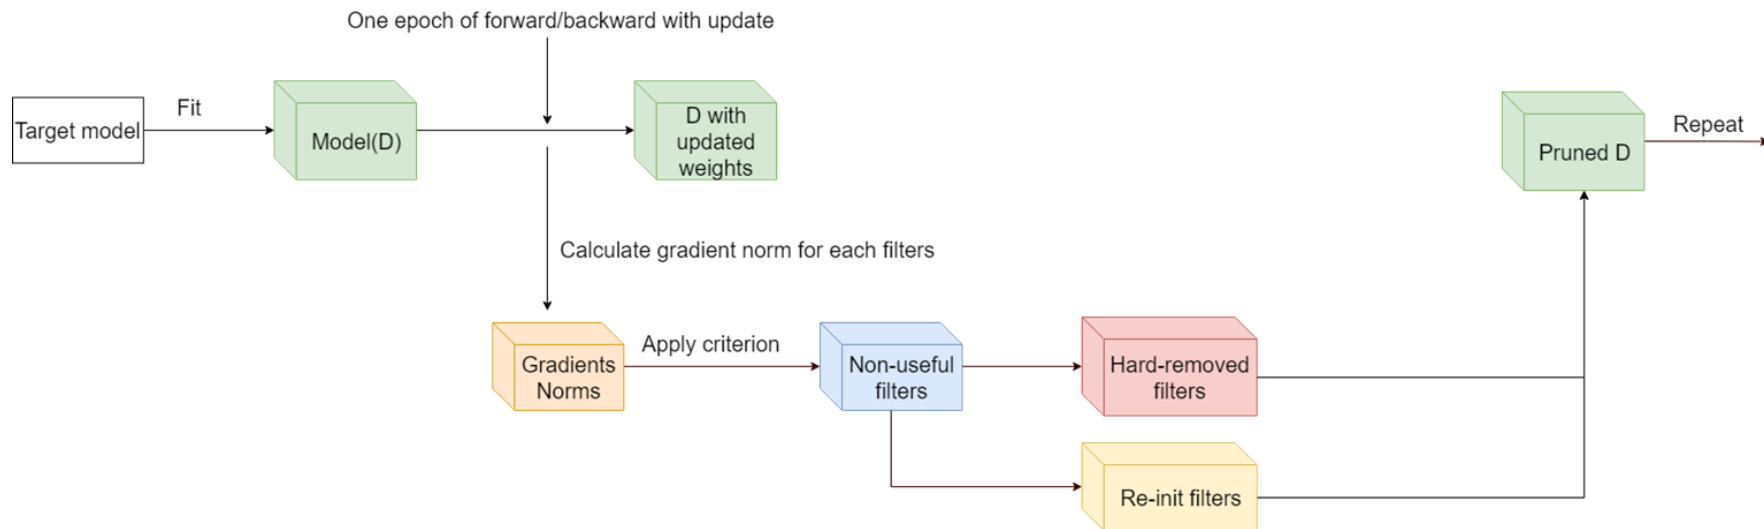 One epoch of forward/backward with update
Target model
Fit
Model(D)
D with
updated
weights
Pruned D
Repeat
Calculate gradient norm for each filters
Gradients
Norms
Apply criterion
Non-useful
filters
Hard-removed
filters
Re-init filters